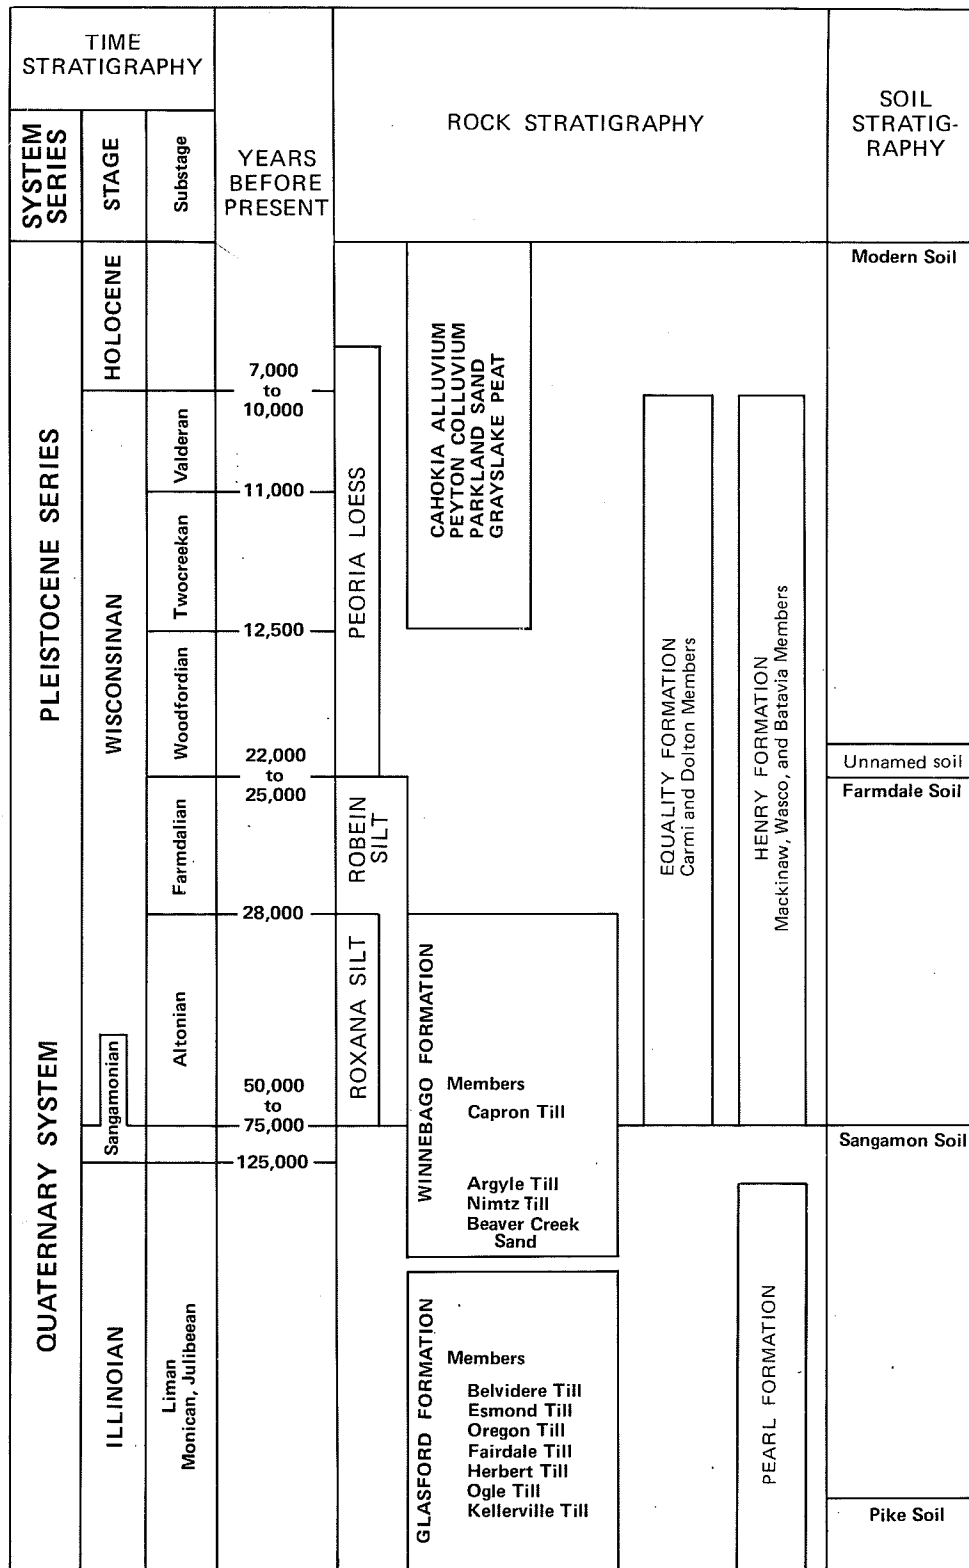 TIME
STRATIGRAPHY
SYSTEM
SERIES
STAGE
Substage
YEARS
BEFORE
PRESENT
ROCK STRATIGRAPHY
SOIL
STRATIG-
RAPHY
QUATERNARY SYSTEM
PLEISTOCENE SERIES
HOLOCENE
WISCONSINAN
Sangamonian
ILLINOIAN
Valderan
Twocreekan
Woodfordian
Farmdalian
Altonian
Liman
Monican, Julibeean
7,000
to
10,000
11,000
12,500
22,000
to
25,000
28,000
50,000
to
75,000
125,000
PEORIA LOESS
ROBEIN
SILT
ROXANA SILT
CAHOKIA ALLUVIUM
PEYTON COLLUVIUM
PARKLAND SAND
GRAYSLAKE PEAT
WINNEBAGO FORMATION
Members
Capron Till
Argyle Till
Nimtz Till
Beaver Creek
Sand
GLASFORD FORMATION
Members
Belvidere Till
Esmond Till
Oregon Till
Fairdale Till
Herbert Till
Ogle Till
Kellerville Till
EQUALITY FORMATION
Carmi and Dolton Members
HENRY FORMATION
Mackinaw, Wasco, and Batavia Members
PEARL FORMATION
Modern Soil
Unnamed soil
Farmdale Soil
Sangamon Soil
Pike Soil